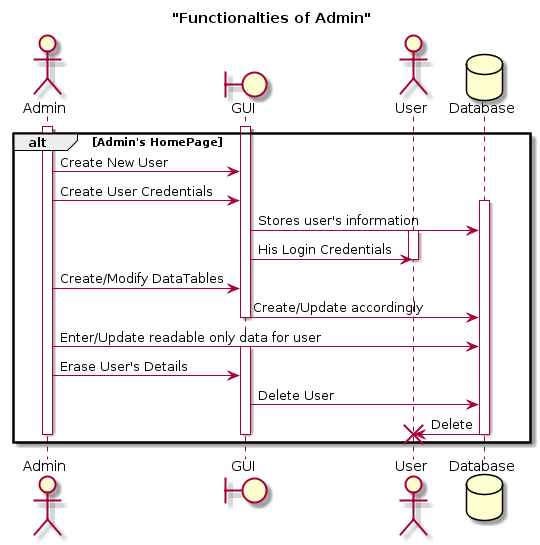 "Functionalties of Admin"
Admin GUI User Database
alt [Admin's HomePage]
Create New User
Create User Credentials
Stores user's information
His Login Credentials
Create/Modify DataTables
Create/Update accordingly
Enter/Update readable only data for user
Erase User's Details
Delete User
Delete
Admin GUI User Database